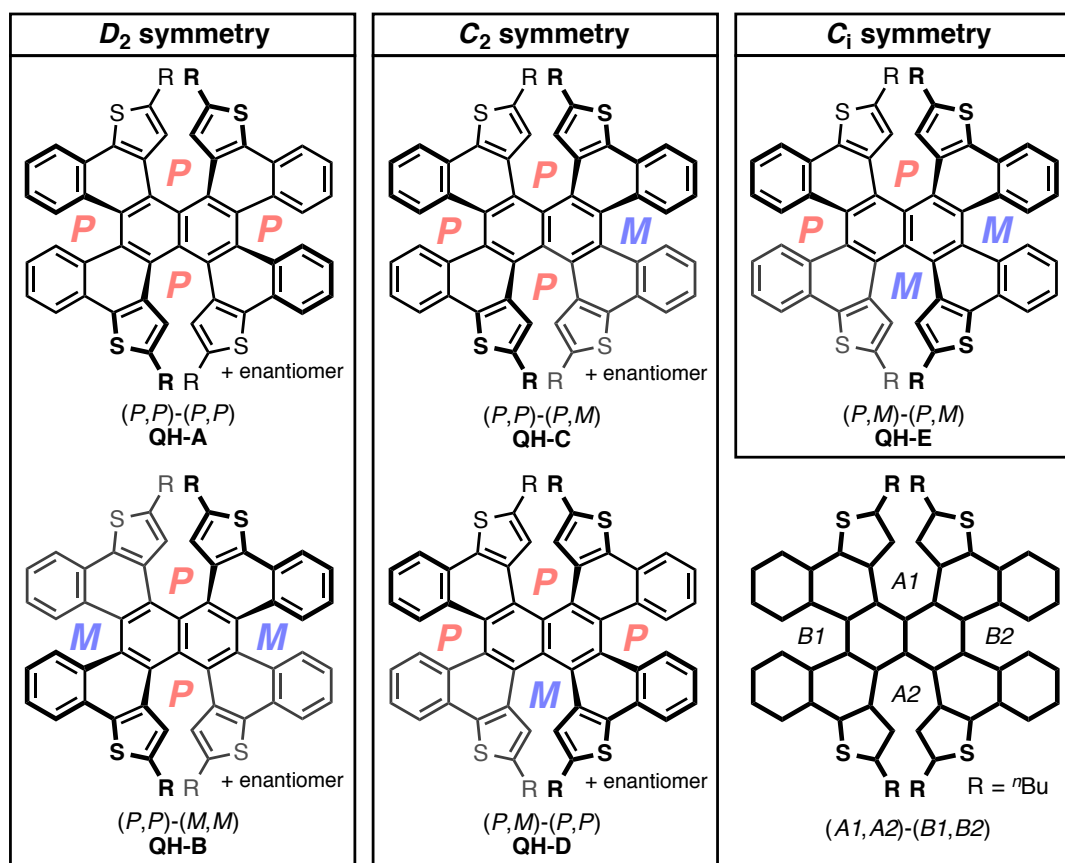 D₂ symmetry
R R
S S
P
P P
P
S S
R R
+ enantiomer
(P,P)-(P,P)
QH-A
R R
S S
P
M M
P
S S
R R
+ enantiomer
(P,P)-(M,M)
QH-B
C₂ symmetry
R R
S S
P
P M
P
S S
R R
+ enantiomer
(P,P)-(P,M)
QH-C
R R
S S
P
P P
M
S S
R R
+ enantiomer
(P,M)-(P,P)
QH-D
Cᵢ symmetry
R R
S S
P
P M
M
S S
R R
(P,M)-(P,M)
QH-E
R R
S S
A1
B1 B2
A2
S S
R R
R = ⁿBu
(A1,A2)-(B1,B2)